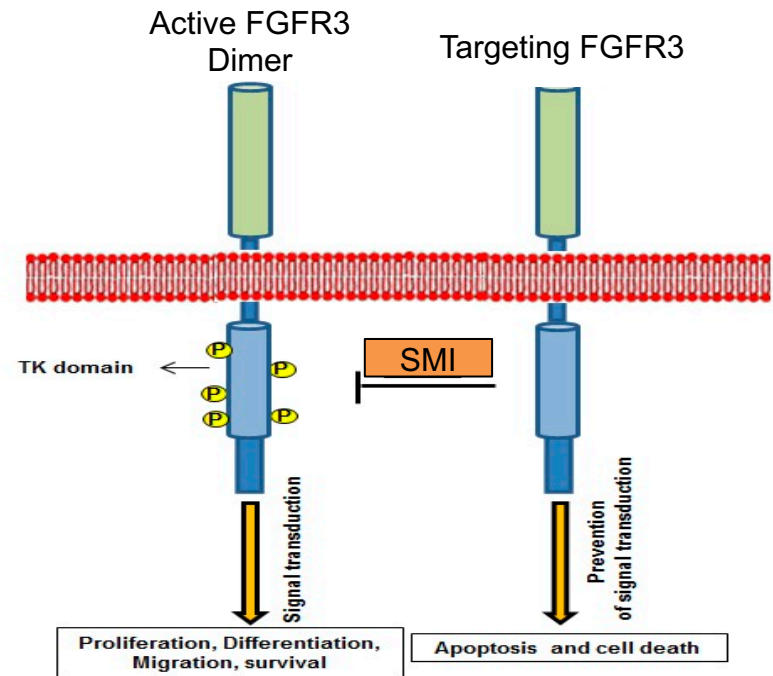 Active FGFR3
Dimer
Targeting FGFR3
TK domain
P
P
P
P
P
SMI
Signal transduction
Prevention
of signal transduction
Proliferation, Differentiation,
Migration, survival
Apoptosis and cell death